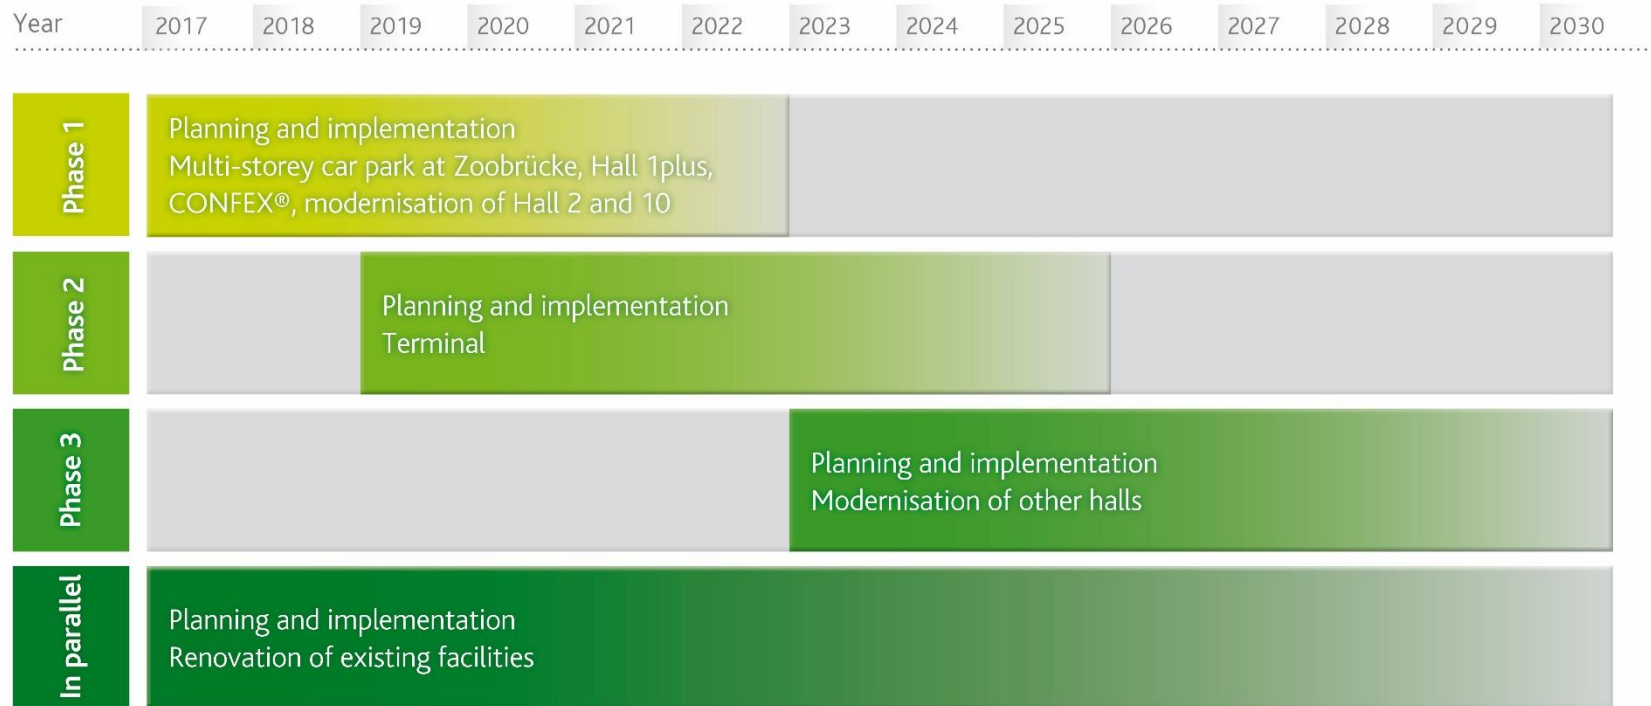 Year 2017 2018 2019 2020 2021 2022 2023 2024 2025 2026 2027 2028 2029 2030
Phase 1
Planning and implementation
Multi-storey car park at Zoobrücke, Hall 1plus,
CONFEX®, modernisation of Hall 2 and 10
Phase 2
Planning and implementation
Terminal
Phase 3
Planning and implementation
Modernisation of other halls
In parallel
Planning and implementation
Renovation of existing facilities